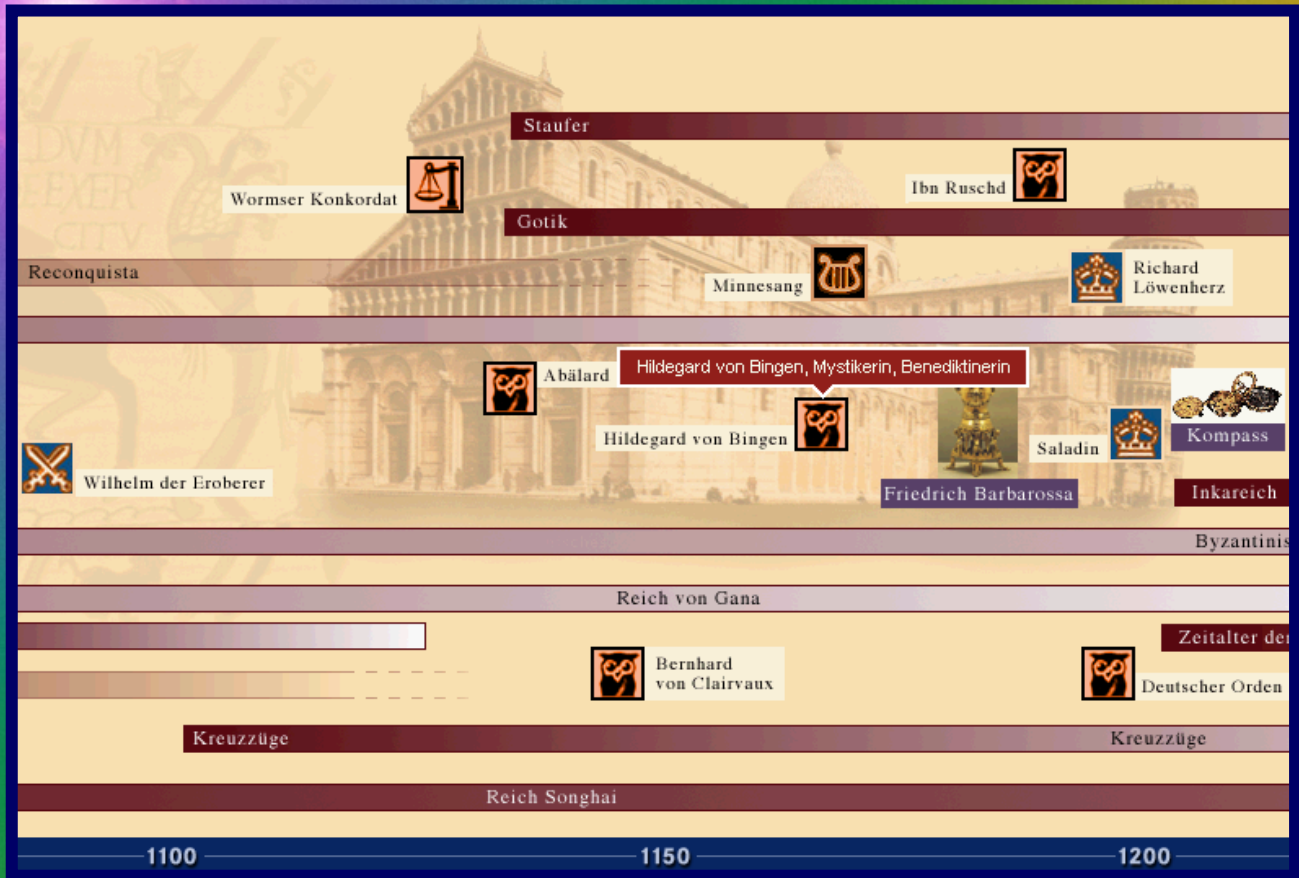 Staufer
Wormser Konkordat
Ibn Ruschd
Gotik
Reconquista
Minnesang
Richard
Löwenherz
Abälard
Hildegard von Bingen, Mystikerin, Benediktinerin
Hildegard von Bingen
Saladin
Kompass
Wilhelm der Eroberer
Friedrich Barbarossa
Inkareich
Byzantinis
Reich von Gana
Zeitalter der
Bernhard
von Clairvaux
Deutscher Orden
Kreuzzüge
Kreuzzüge
Reich Songhai
1100
1150
1200